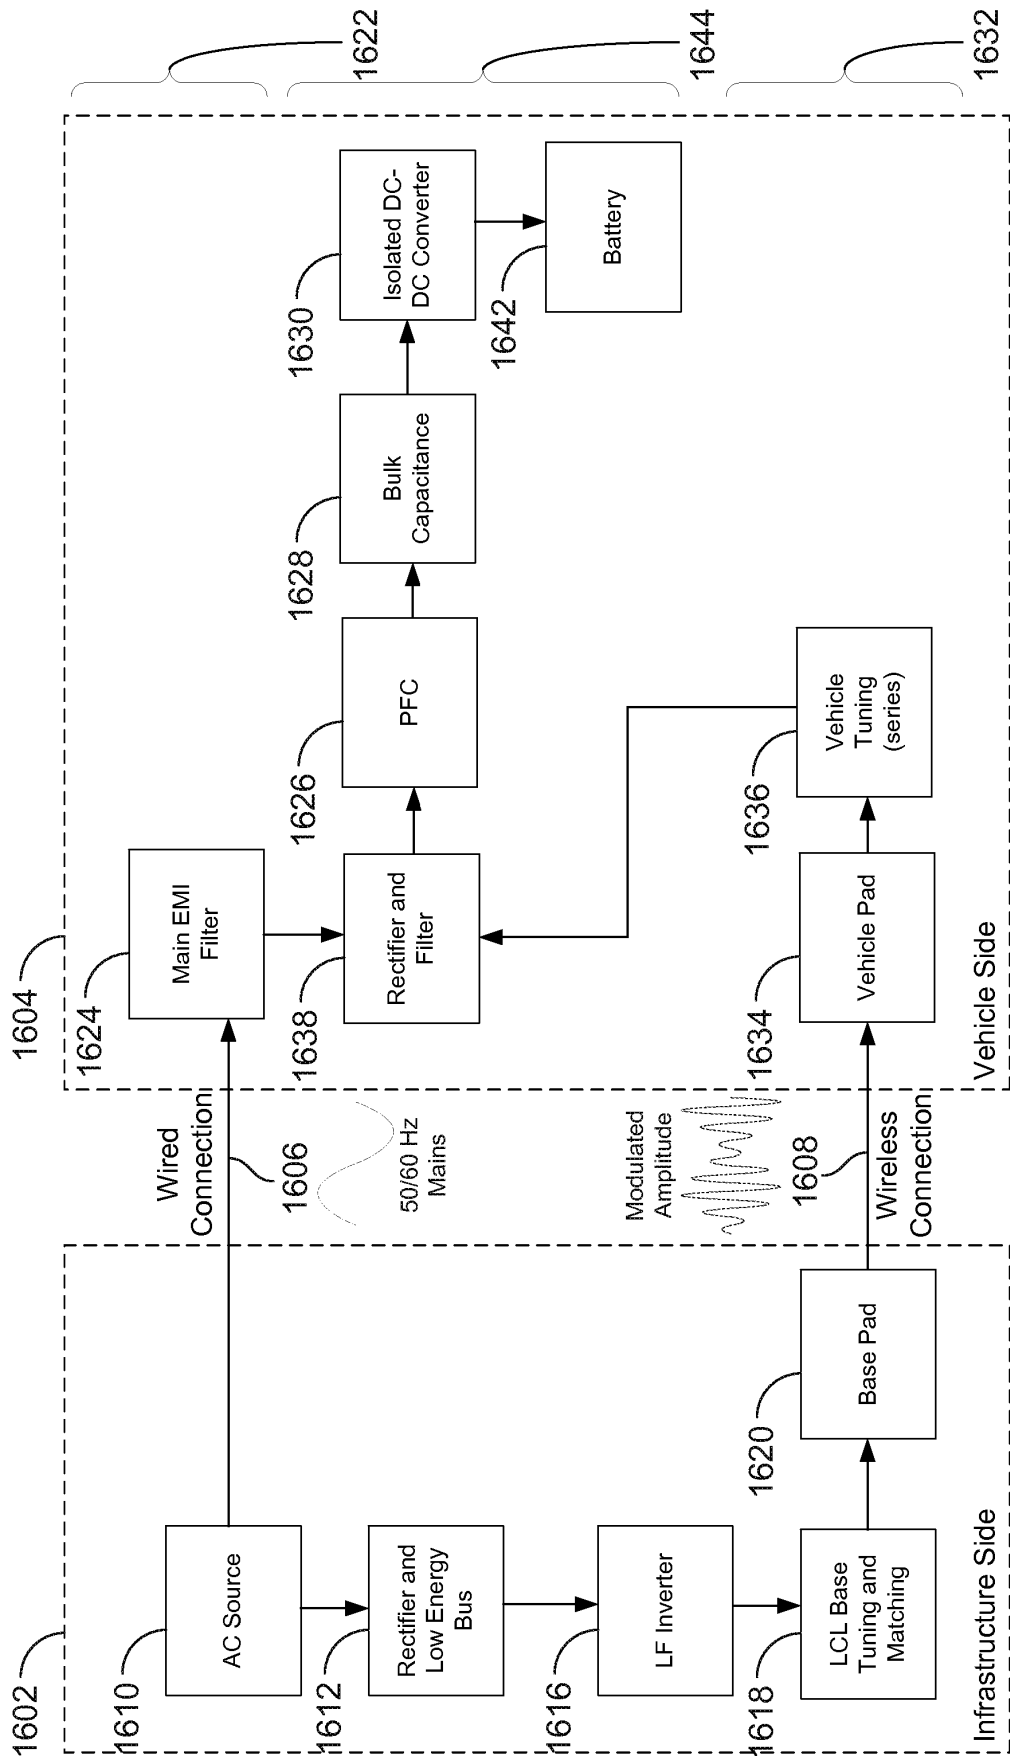 1602
1604
1610
AC Source
1612
Rectifier and
Low Energy
Bus
1616
LF Inverter
1618
LCL Base
Tuning and
Matching
1620
Base Pad
Infrastructure Side
Wired
Connection
1606
50/60 Hz
Mains
Modulated
Amplitude
1608
Wireless
Connection
1624
Main EMI
Filter
1638
Rectifier and
Filter
1626
PFC
1628
Bulk
Capacitance
1630
Isolated DC-
DC Converter
1642
Battery
1634
Vehicle Pad
1636
Vehicle
Tuning
(series)
Vehicle Side
1622
1644
1632